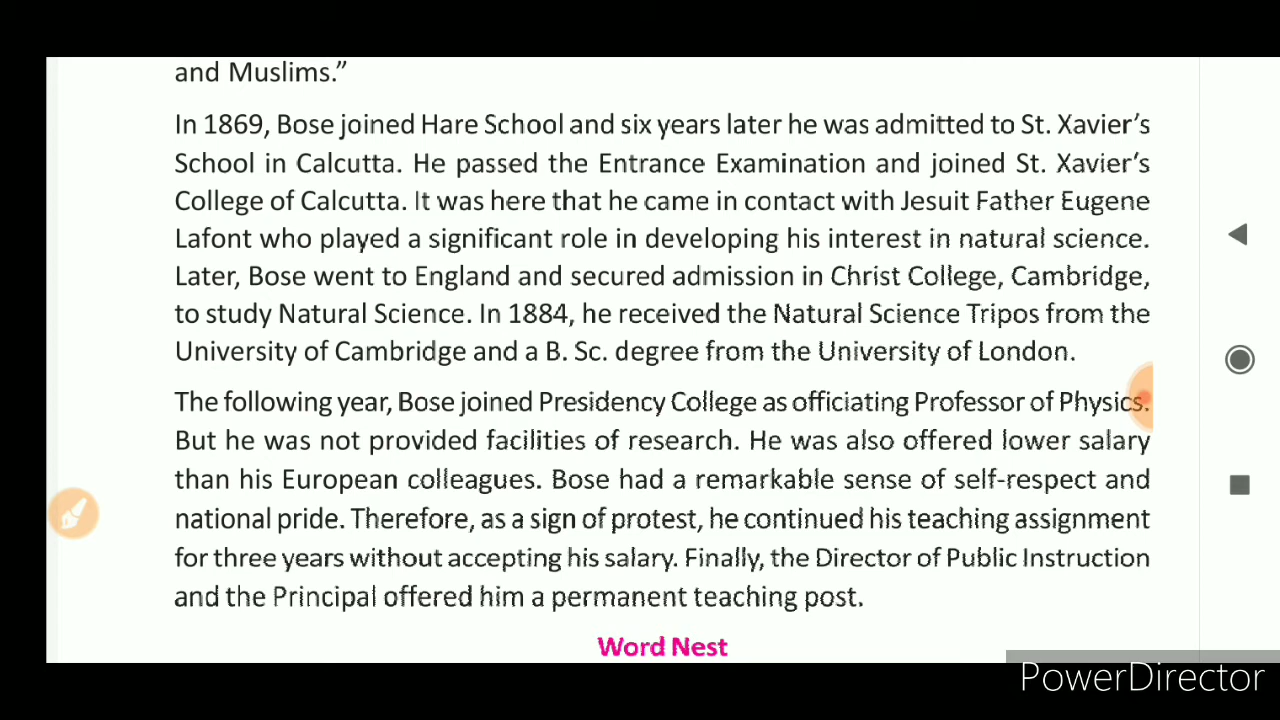 and Muslims.”
In 1869, Bose joined Hare School and six years later he was admitted to St. Xavier’s
School in Calcutta. He passed the Entrance Examination and joined St. Xavier’s
College of Calcutta. It was here that he came in contact with Jesuit Father Eugene
Lafont who played a significant role in developing his interest in natural science.
Later, Bose went to England and secured admission in Christ College, Cambridge,
to study Natural Science. In 1884, he received the Natural Science Tripos from the
University of Cambridge and a B. Sc. degree from the University of London.
The following year, Bose joined Presidency College as officiating Professor of Physics.
But he was not provided facilities of research. He was also offered lower salary
than his European colleagues. Bose had a remarkable sense of self-respect and
national pride. Therefore, as a sign of protest, he continued his teaching assignment
for three years without accepting his salary. Finally, the Director of Public Instruction
and the Principal offered him a permanent teaching post.
Word Nest
PowerDirector